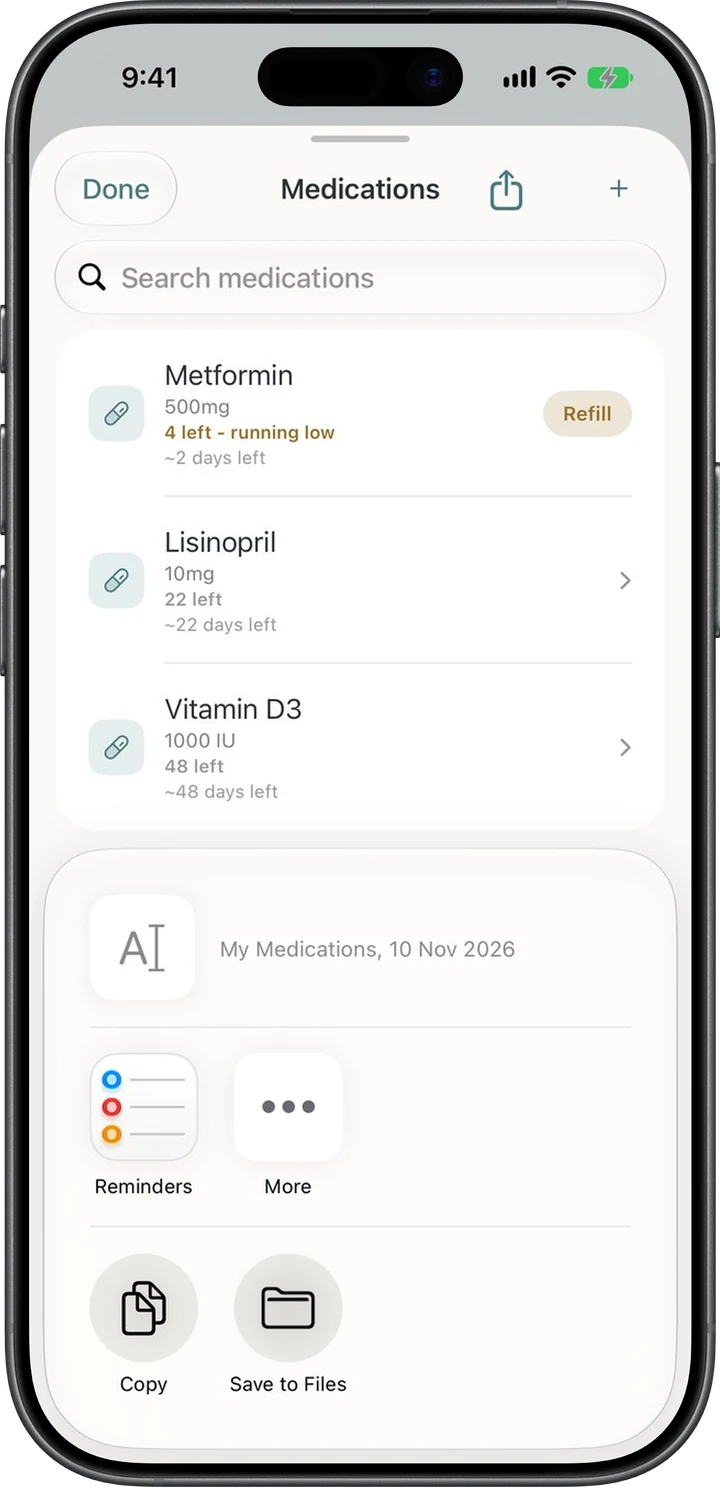 9:41
Done
Medications
+
Search medications
Metformin
500mg
4 left - running low
~2 days left
Refill
Lisinopril
10mg
22 left
~22 days left
Vitamin D3
1000 IU
48 left
~48 days left
A
My Medications, 10 Nov 2026
Reminders
More
Copy
Save to Files